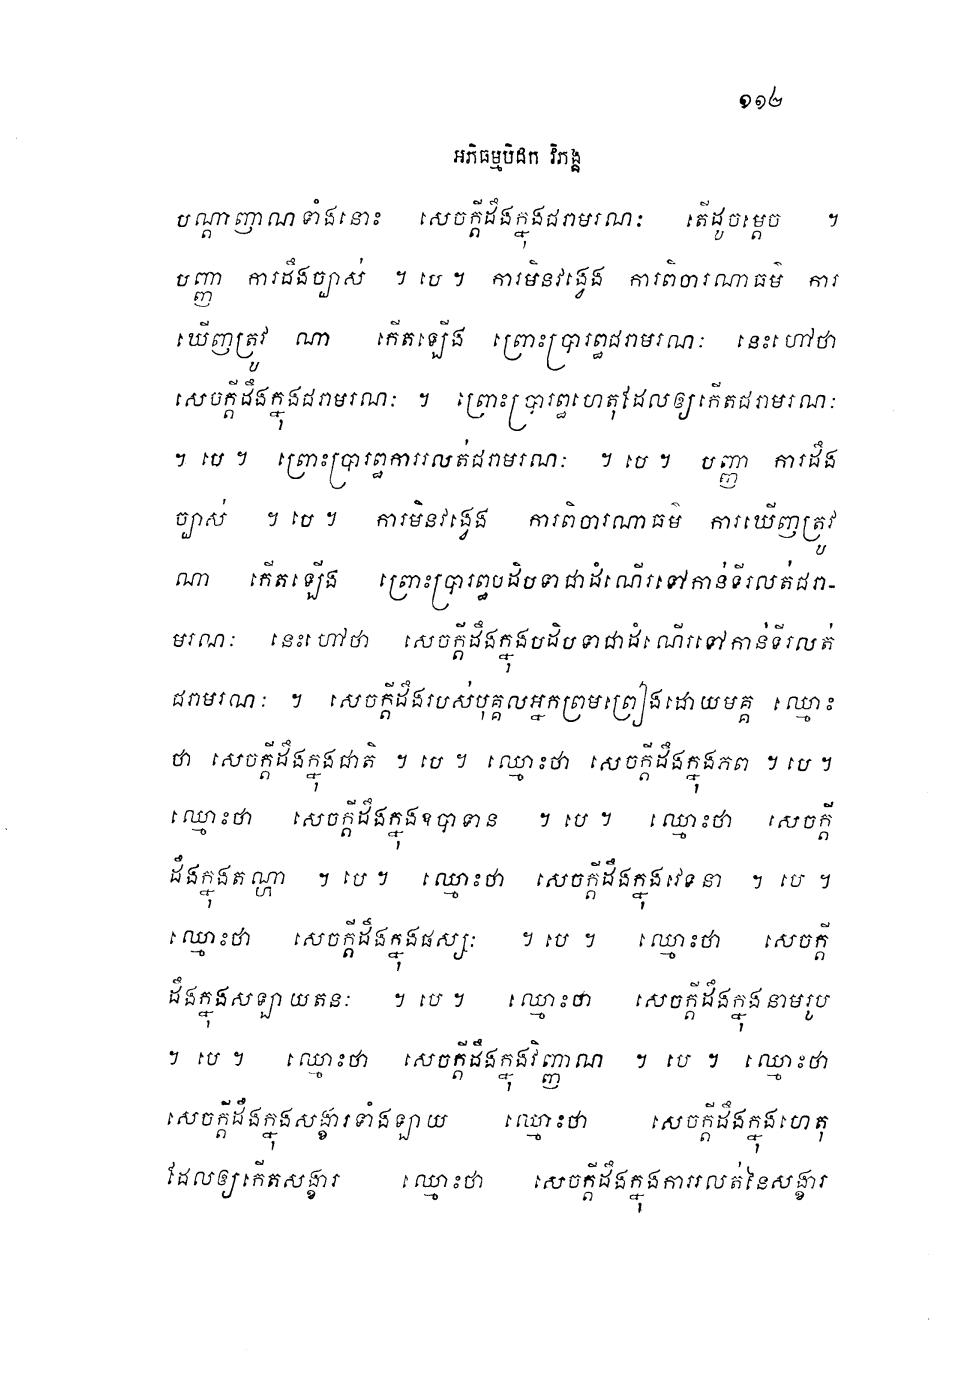 ១១៤
អភិធម្មបិដក វិភង្គ
បណ្តាញាណទាំងនោះ សេចក្តីដឹងក្នុងជរាមរណៈ តើដូចម្តេច ។
បញ្ញា ការដឹងច្បាស់ ។ បេ ។ ការមិនវង្វេង ការពិចារណាធម៌ ការ
ឃើញត្រូវ ណា កើតឡើង ព្រោះប្រារព្ធជរាមរណៈ នេះហៅថា
សេចក្តីដឹងក្នុងជរាមរណៈ ។ ព្រោះប្រារព្ធហេតុដែលឲ្យកើតជរាមរណៈ
។ បេ ។ ព្រោះប្រារព្ធការរលត់ជរាមរណៈ ។ បេ ។ បញ្ញា ការដឹង
ច្បាស់ ។ បេ ។ ការមិនវង្វេង ការពិចារណាធម៌ ការឃើញត្រូវ
ណា កើតឡើង ព្រោះប្រារព្ធបដិបទាជាដំណើរទៅកាន់ទីរលត់ជរា-
មរណៈ នេះហៅថា សេចក្តីដឹងក្នុងបដិបទាជាដំណើរទៅកាន់ទីរលត់
ជរាមរណៈ ។ សេចក្តីដឹងរបស់បុគ្គលអ្នកព្រមព្រៀងដោយមគ្គ ឈ្មោះ
ថា សេចក្តីដឹងក្នុងជាតិ ។ បេ ។ ឈ្មោះថា សេចក្តីដឹងក្នុងភព ។ បេ ។
ឈ្មោះថា សេចក្តីដឹងក្នុងឧបាទាន ។ បេ ។ ឈ្មោះថា សេចក្តី
ដឹងក្នុងតណ្ហា ។ បេ ។ ឈ្មោះថា សេចក្តីដឹងក្នុងវេទនា ។ បេ ។
ឈ្មោះថា សេចក្តីដឹងក្នុងផស្សៈ ។ បេ ។ ឈ្មោះថា សេចក្តី
ដឹងក្នុងសឡាយតនៈ ។ បេ ។ ឈ្មោះថា សេចក្តីដឹងក្នុងនាមរូប
។ បេ ។ ឈ្មោះថា សេចក្តីដឹងក្នុងវិញ្ញាណ ។ បេ ។ ឈ្មោះថា
សេចក្តីដឹងក្នុងសង្ខារទាំងឡាយ ឈ្មោះថា សេចក្តីដឹងក្នុងហេតុ
ដែលឲ្យកើតសង្ខារ ឈ្មោះថា សេចក្តីដឹងក្នុងការរលត់នៃសង្ខារ